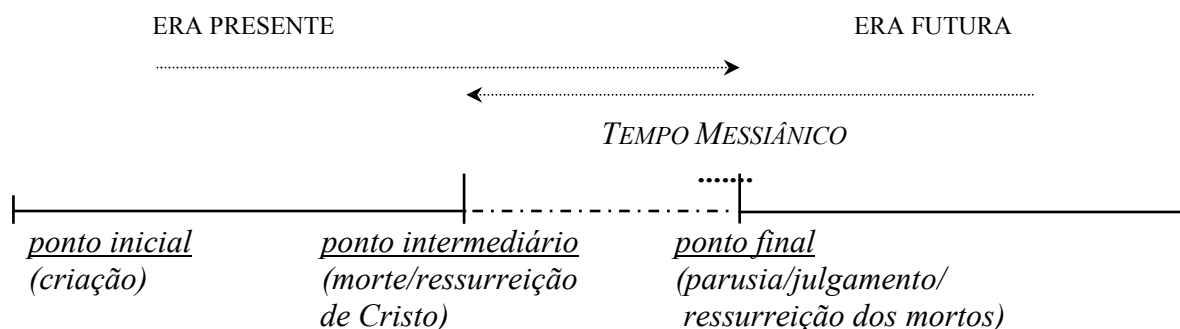 ERA PRESENTE ERA FUTURA
TEMPO MESSIÂNICO
ponto inicial ponto intermediário ponto final
(criação) (morte/ressurreição (parusia/julgamento/
de Cristo) ressurreição dos mortos)